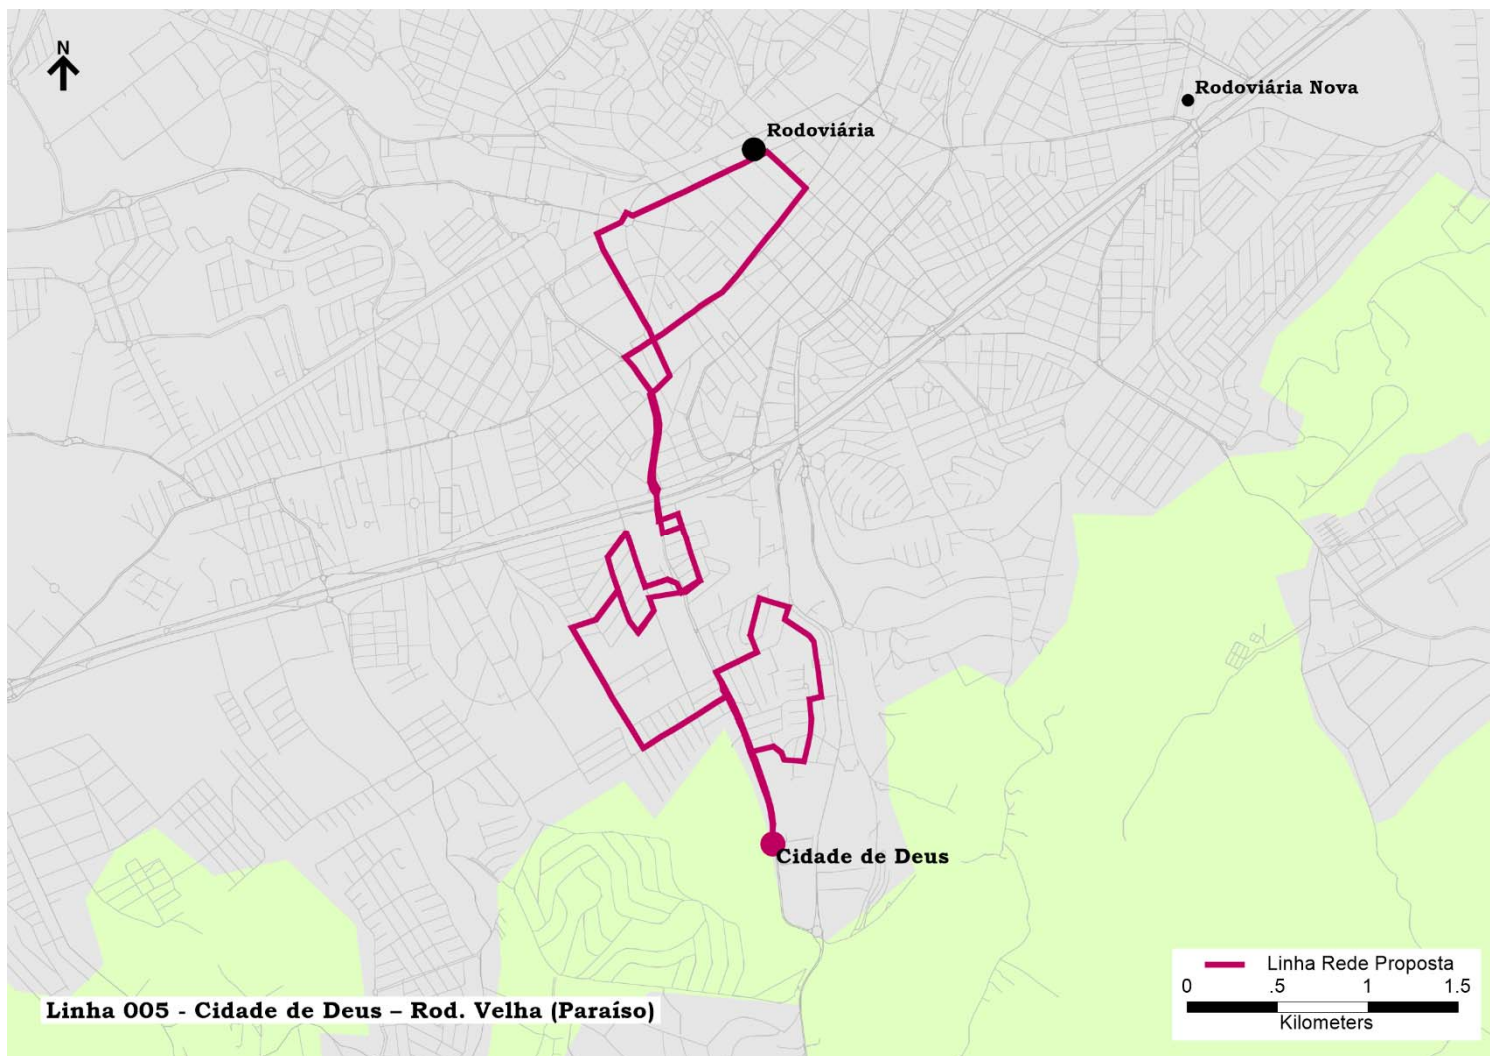 N
Rodoviária Nova
Rodoviária
Cidade de Deus
Linha Rede Proposta
0 .5 1 1.5
Kilometers
Linha 005 - Cidade de Deus – Rod. Velha (Paraíso)